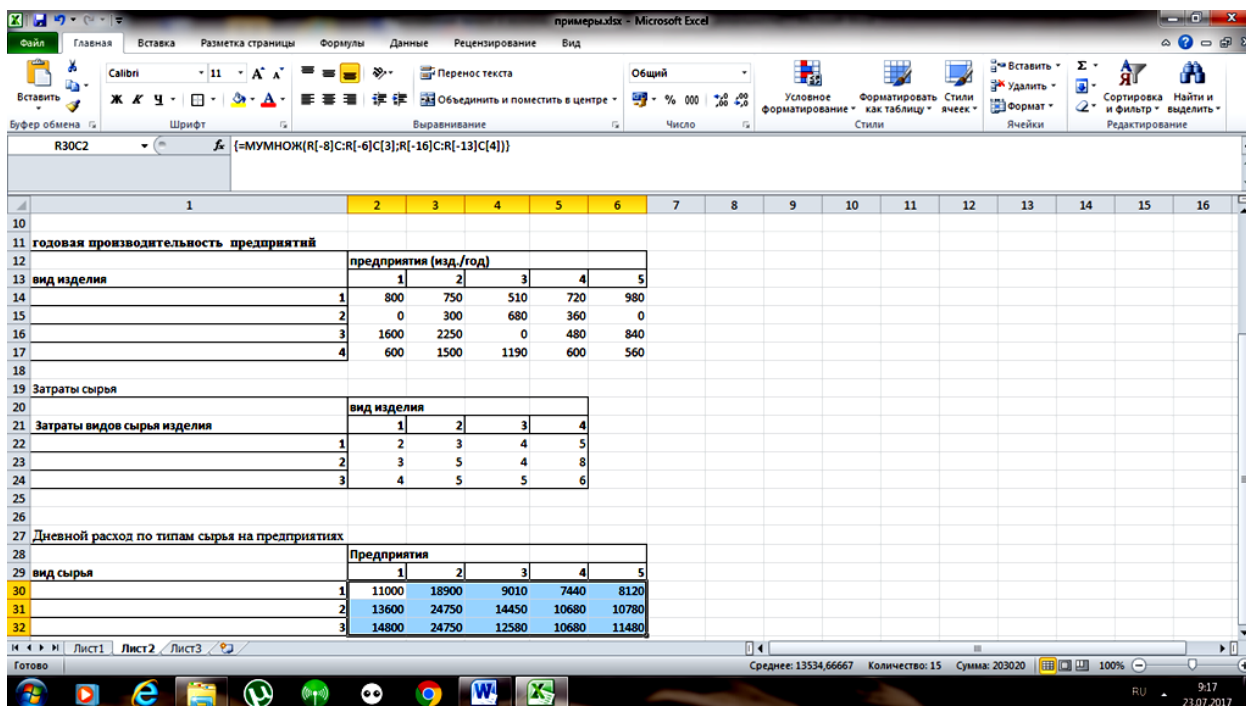 примеры.xlsx - Microsoft Excel
Файл Главная Вставка Разметка страницы Формулы Данные Рецензирование Вид
Calibri 11 Перенос текста Общий Вставить Σ
Вставить Ж К Ч Объединить и поместить в центре % 000 Условное форматирование Форматировать как таблицу Стили ячеек Удалить Формат Сортировка и фильтр Найти и выделить
Буфер обмена Шрифт Выравнивание Число Стили Ячейки Редактирование
R30C2 fx {=МУМНОЖ(R[-8]C:R[-6]C[3];R[-16]C:R[-13]C[4])}
1 2 3 4 5 6 7 8 9 10 11 12 13 14 15 16
10
11 годовая производительность предприятий
12 предприятия (изд./год)
13 вид изделия 1 2 3 4 5
14 1 800 750 510 720 980
15 2 0 300 680 360 0
16 3 1600 2250 0 480 840
17 4 600 1500 1190 600 560
18
19 Затраты сырья
20 вид изделия
21 Затраты видов сырья изделия 1 2 3 4
22 1 2 3 4 5
23 2 3 5 4 8
24 3 4 5 5 6
25
26
27 Дневной расход по типам сырья на предприятиях
28 Предприятия
29 вид сырья 1 2 3 4 5
30 1 11000 18900 9010 7440 8120
31 2 13600 24750 14450 10680 10780
32 3 14800 24750 12580 10680 11480
Лист1 Лист2 Лист3
Готово Среднее: 13534,66667 Количество: 15 Сумма: 203020 100%
RU 9:17
23.07.2017